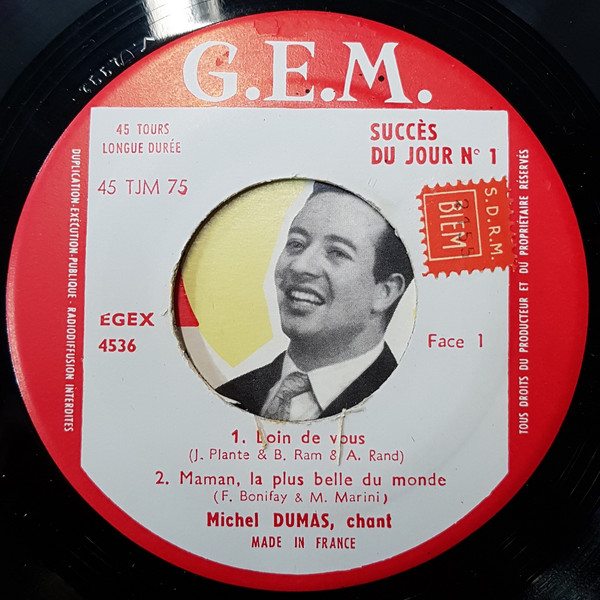 G.E.M.
45 TOURS
LONGUE DURÉE
SUCCÈS
DU JOUR N° 1
45 TJM 75
S.D.R.M.
BIEM
EGEX
4536
Face 1
1. Loin de vous
(J. Plante & B. Ram & A. Rand)
2. Maman, la plus belle du monde
(F. Bonifay & M. Marini)
Michel DUMAS, chant
MADE IN FRANCE
DUPLICATION-EXÉCUTION-PUBLIQUE - RADIODIFFUSION INTERDITES
TOUS DROITS DU PRODUCTEUR ET DU PROPRIÉTAIRE RÉSERVÉS